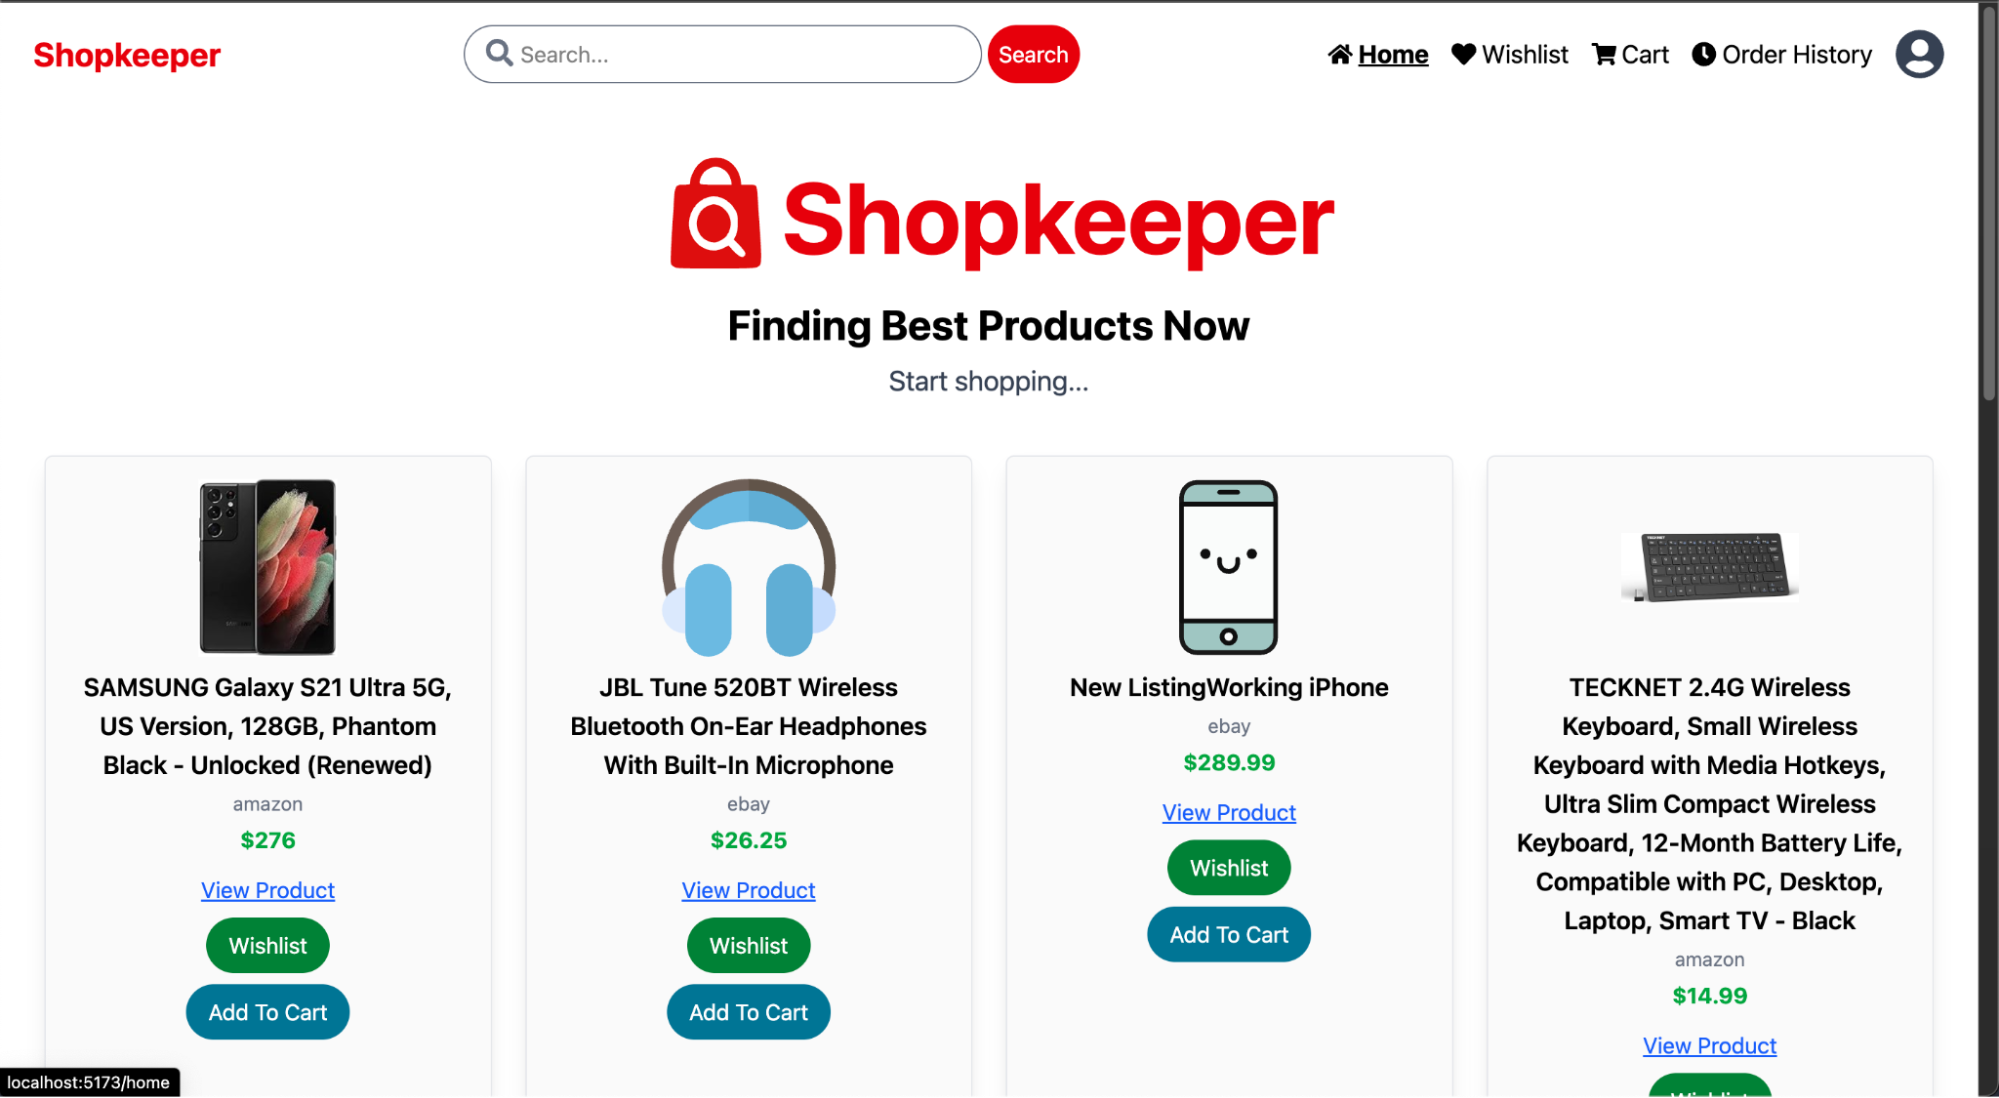 Shopkeeper
Search...
Search
Home
Wishlist
Cart
Order History
Shopkeeper
Finding Best Products Now
Start shopping...
SAMSUNG Galaxy S21 Ultra 5G,
US Version, 128GB, Phantom
Black - Unlocked (Renewed)
amazon
$276
View Product
Wishlist
Add To Cart
JBL Tune 520BT Wireless
Bluetooth On-Ear Headphones
With Built-In Microphone
ebay
$26.25
View Product
Wishlist
Add To Cart
New ListingWorking iPhone
ebay
$289.99
View Product
Wishlist
Add To Cart
TECKNET
TECKNET 2.4G Wireless
Keyboard, Small Wireless
Keyboard with Media Hotkeys,
Ultra Slim Compact Wireless
Keyboard, 12-Month Battery Life,
Compatible with PC, Desktop,
Laptop, Smart TV - Black
amazon
$14.99
View Product
Wishlist
localhost:5173/home